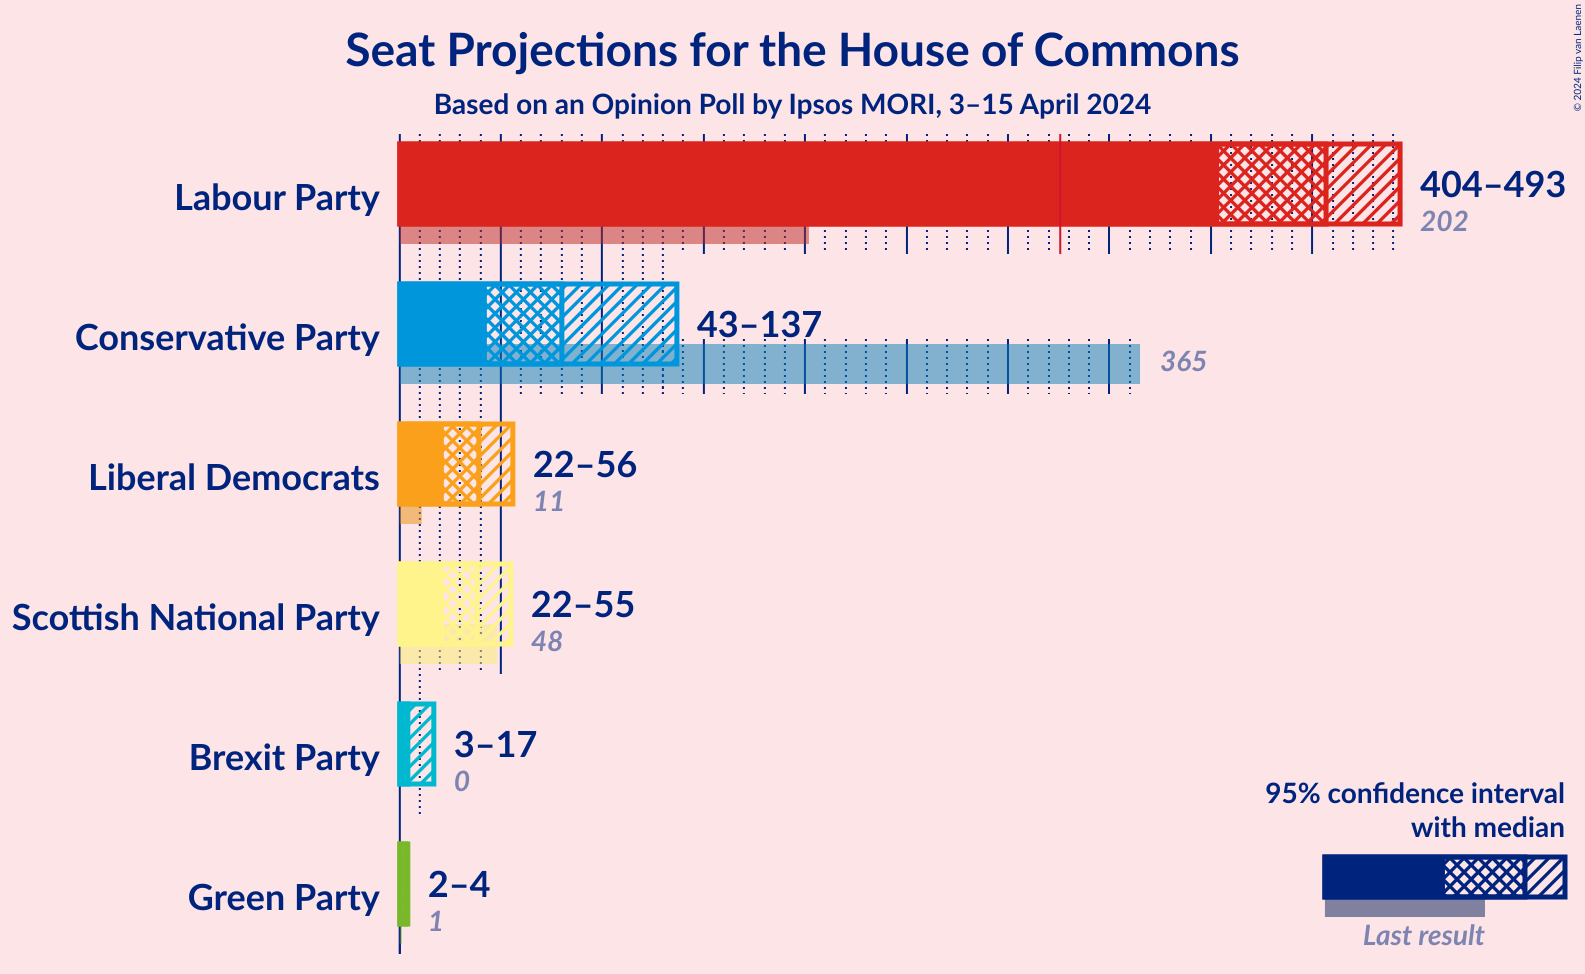 Seat Projections for the House of Commons
Based on an Opinion Poll by Ipsos MORI, 3–15 April 2024
© 2024 Filip van Laenen
Labour Party
404–493
202
Conservative Party
43–137
365
Liberal Democrats
22–56
11
Scottish National Party
22–55
48
Brexit Party
3–17
0
Green Party
2–4
1
95% confidence interval
with median
Last result